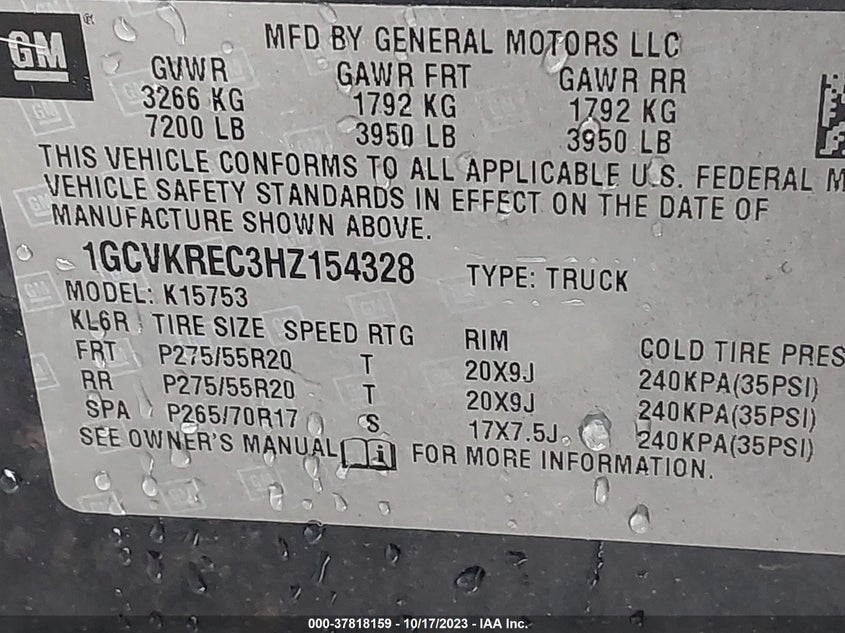 GM ®
MFD BY GENERAL MOTORS LLC
GVWR GAWR FRT GAWR RR
3266 KG 1792 KG 1792 KG
7200 LB 3950 LB 3950 LB
THIS VEHICLE CONFORMS TO ALL APPLICABLE U.S. FEDERAL M
VEHICLE SAFETY STANDARDS IN EFFECT ON THE DATE OF
MANUFACTURE SHOWN ABOVE.
1GCVKREC3HZ154328 TYPE: TRUCK
MODEL: K15753
KL6R TIRE SIZE SPEED RTG RIM COLD TIRE PRES
FRT P275/55R20 T 20X9J 240KPA(35PSI)
RR P275/55R20 T 20X9J 240KPA(35PSI)
SPA P265/70R17 S 17X7.5J 240KPA(35PSI)
SEE OWNER'S MANUAL i FOR MORE INFORMATION.
000-37818159 - 10/17/2023 - IAA Inc.